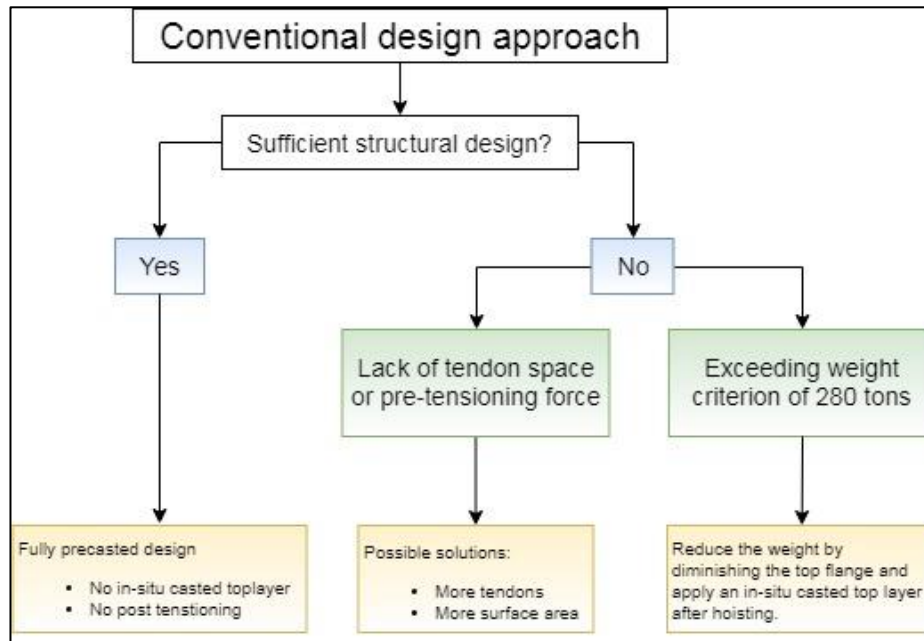 Conventional design approach
Sufficient structural design?
Yes
No
Lack of tendon space
or pre-tensioning force
Exceeding weight
criterion of 280 tons
Fully precasted design
• No in-situ casted toplayer
• No post tenstioning
Possible solutions:
• More tendons
• More surface area
Reduce the weight by
diminishing the top flange and
apply an in-situ casted top layer
after hoisting.